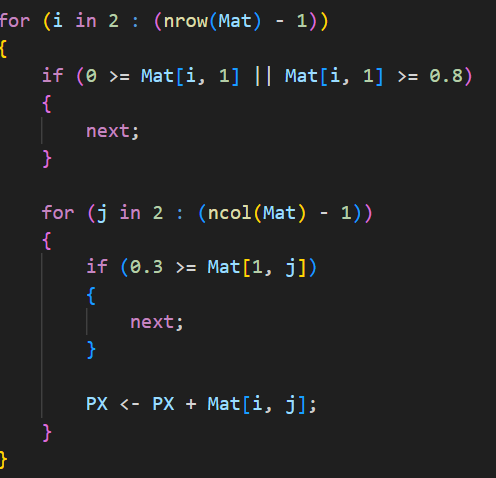 for (i in 2 : (nrow(Mat) - 1))
{
    if (0 >= Mat[i, 1] || Mat[i, 1] >= 0.8)
    {
        next;
    }

    for (j in 2 : (ncol(Mat) - 1))
    {
        if (0.3 >= Mat[1, j])
        {
            next;
        }

        PX <- PX + Mat[i, j];
    }
}